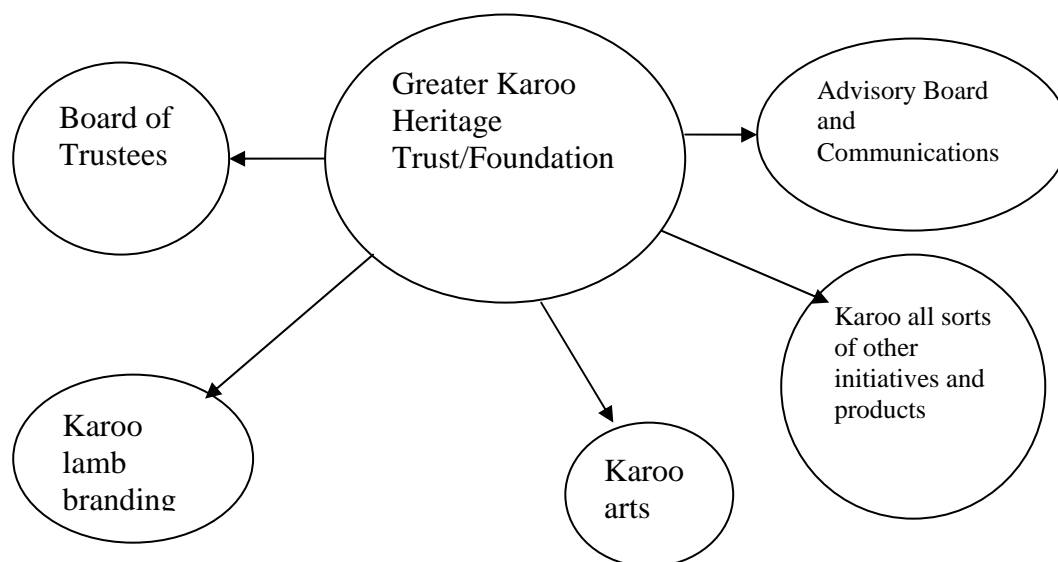 Greater Karoo
Heritage
Trust/Foundation
Board of
Trustees
Advisory Board
and
Communications
Karoo all sorts
of other
initiatives and
products
Karoo
lamb
branding
Karoo
arts